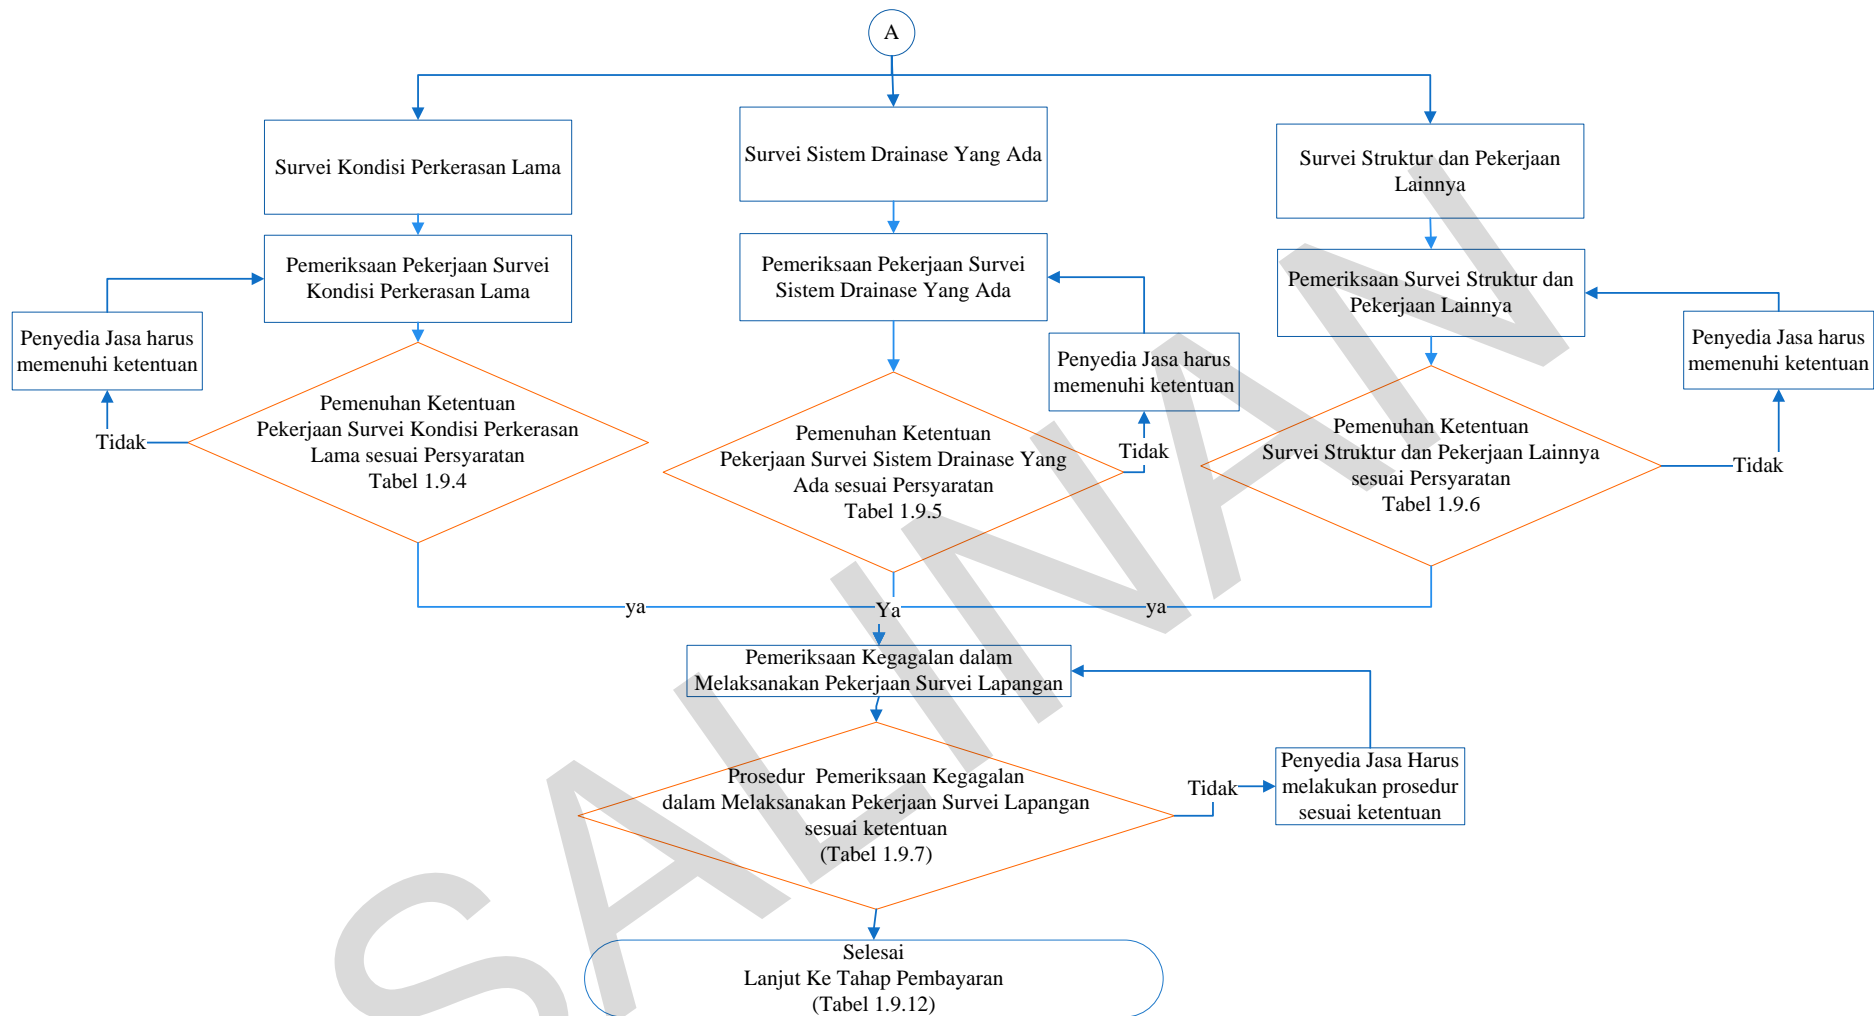 A
Survei Kondisi Perkerasan Lama
Survei Sistem Drainase Yang Ada
Survei Struktur dan Pekerjaan
Lainnya
Pemeriksaan Pekerjaan Survei
Kondisi Perkerasan Lama
Pemeriksaan Pekerjaan Survei
Sistem Drainase Yang Ada
Pemeriksaan Survei Struktur dan
Pekerjaan Lainnya
Penyedia Jasa harus
memenuhi ketentuan
Penyedia Jasa harus
memenuhi ketentuan
Penyedia Jasa harus
memenuhi ketentuan
Pemenuhan Ketentuan
Pekerjaan Survei Kondisi Perkerasan
Lama sesuai Persyaratan
Tabel 1.9.4
Tidak
Pemenuhan Ketentuan
Pekerjaan Survei Sistem Drainase Yang
Ada sesuai Persyaratan
Tabel 1.9.5
Tidak
Pemenuhan Ketentuan
Survei Struktur dan Pekerjaan Lainnya
sesuai Persyaratan
Tabel 1.9.6
Tidak
ya
Ya
ya
Pemeriksaan Kegagalan dalam
Melaksanakan Pekerjaan Survei Lapangan
Prosedur  Pemeriksaan Kegagalan
dalam Melaksanakan Pekerjaan Survei Lapangan
sesuai ketentuan
(Tabel 1.9.7)
Tidak
Penyedia Jasa Harus
melakukan prosedur
sesuai ketentuan
Selesai
Lanjut Ke Tahap Pembayaran
(Tabel 1.9.12)
SALINAN